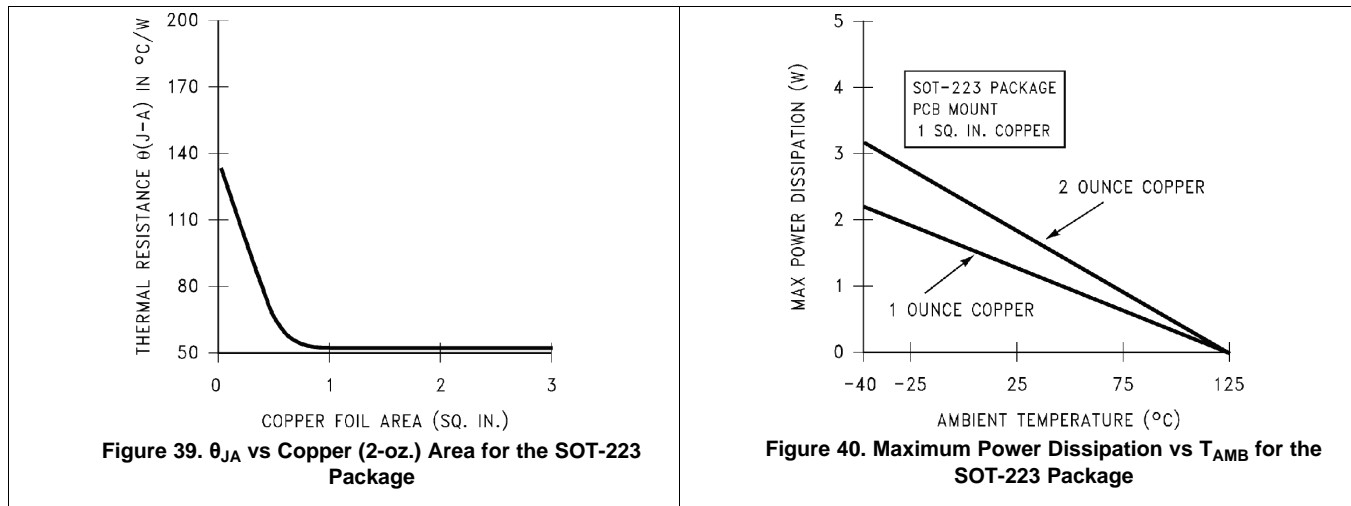 THERMAL RESISTANCE θ(J-A) IN °C/W
200
170
140
110
80
50
0 1 2 3
COPPER FOIL AREA (SQ. IN.)
Figure 39. θJA vs Copper (2-oz.) Area for the SOT-223
Package
MAX POWER DISSIPATION (W)
5
4
3
2
1
0
SOT-223 PACKAGE
PCB MOUNT
1 SQ. IN. COPPER
2 OUNCE COPPER
1 OUNCE COPPER
-40 -25 25 75 125
AMBIENT TEMPERATURE (°C)
Figure 40. Maximum Power Dissipation vs TAMB for the
SOT-223 Package